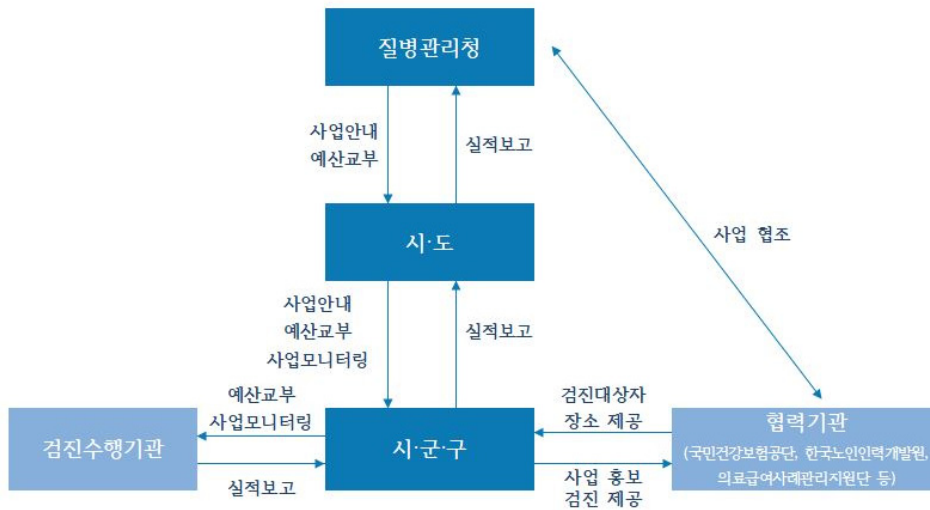 질병관리청
사업안내
예산교부
실적보고
사업 협조
시·도
사업안내
예산교부
사업모니터링
실적보고
예산교부
사업모니터링
검진대상자
장소 제공
검진수행기관
시·군·구
협력기관
(국민건강보험공단, 한국노인인력개발원,
의료급여사례관리지원단 등)
실적보고
사업 홍보
검진 제공